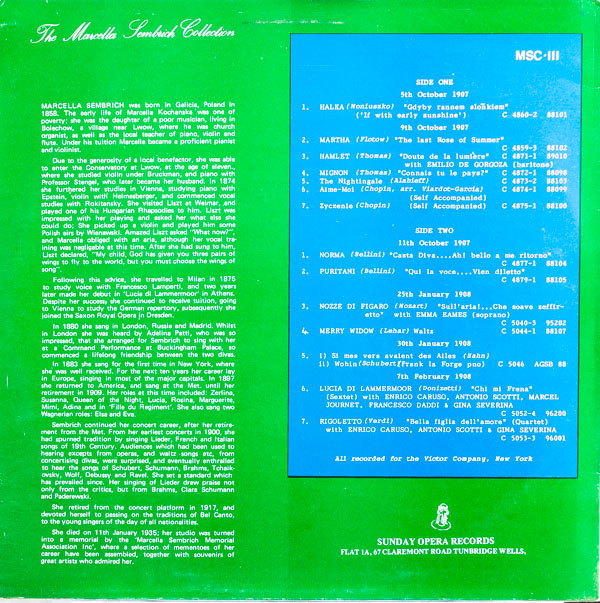 The Marcella Sembrich Collection
MARCELLA SEMBRICH was born in Galicia, Poland in
1858. The early life of Marcella Kochanska was one of
poverty; she was the daughter of a poor musician, living in
Bolechow, a village near Lwow, where he was church
organist, as well as the local teacher of piano, violin and
flute. Under his tuition Marcella became a proficient pianist
and violinist.
Due to the generosity of a local benefactor, she was able
to enter the Conservatory at Lwow, at the age of eleven.,
where she studied violin under Bruckman, and piano with
Professor Stengel, who later became her husband. In 1874
she furthered her studies in Vienna, studying piano with
Epstein, violin with Helmesberger, and commenced vocal
studies with Rokitansky. She visited Liszt at Weimar, and
played one of his Hungarian Rhapsodies to him. Liszt was
impressed with her playing and asked her what else she
could do; She picked up a violin and played him some
Polish airs by Wieniawski. Amazed Liszt asked "What now?",
and Marcella obliged with an aria, although her vocal tra-
ining was negligable at this time. After she had sung to him,
Liszt declared, "My child, God has given you three pairs of
wings to fly to the world, but you must choose the wings of
song".
Following this advice, she travelled to Milan in 1875
to study voice with Francesco Lamperti, and two years
later made her debut in 'Lucia di Lammermoor' in Athens.
Despite her success, she continued to receive tuition, going
to Vienna to study the German repertory, subsequently she
joined the Saxon Royal Opera in Dresden.
In 1880 she sang in London, Russia and Madrid. Whilst
in London she was heard by Adelina Patti, who was so
impressed, that she arranged for Sembrich to sing with her
at a Command Performance at Buckingham Palace, so
commenced a lifelong friendship between the two divas.
In 1883 she sang for the first time in New York, where
she was well received. For the next ten years her career lay
in Europe, singing in most of the major capitals. In 1897
she returned to America, and sang at the Met. until her
retirement in 1909. Her roles at this time included: Zerlina,
Susanna, Queen of the Night, Lucia, Rosina, Marguerite,
Mimi, Adina and in 'Fille du Regiment'. She also sang two
Wagnerian roles: Elsa and Eva.
Sembrich continued her concert career, after her retire-
ment from the Met. From her earliest concerts in 1900, she
had spurned tradition by singing Lieder, French and Italian
songs of 19th Century. Audiences which had been used to
hearing excerpts from operas, and waltz songs etc, from
concertising divas, were surprised, and eventually enthralled
to hear the songs of Schubert, Schumann, Brahms, Tchaik-
ovsky, Wolf, Debussy and Ravel. She set a standard which
has prevailed since. Her singing of Lieder drew praise not
only from the critics, but from Brahms, Clara Schumann
and Paderewski.
She retired from the concert platform in 1917, and
devoted herself to passing on the traditions of Bel Canto,
to the young singers of the day of all nationalities.
She died on 11th January 1935; her studio was turned
into a memorial by the 'Marcella Sembrich Memorial
Association Inc', where a selection of mementoes of her
career have been assembled, together with souvenirs of
great artists who admired her.
MSC-III
SIDE ONE
5th October 1907
1. HALKA (Moniuszko) "Gdyby rannem slonkiem"
('If with early sunshine') C 4860-2 88101
9th October 1907
2. MARTHA (Flotow) "The last Rose of Summer"
C 4859-3 88102
3. HAMLET (Thomas) "Doute de la lumiere" C 4871-1 89010
with EMILIO DE GORGOZA (baritone)
4. MIGNON (Thomas) "Connais tu le pays?" C 4872-1 88098
5. The Nightingale (Alabieff) C 4873-2 88103
6. Aime-Moi (Chopin, arr. Viardot-Garcia) C 4874-1 88099
(Self Accompanied)
7. Zyczenie (Chopin) (Self Accompanied) C 4875-1 88100
SIDE TWO
11th October 1907
1. NORMA (Bellini) "Casta Diva....Ah! bello a me ritorno"
C 4877-1 88104
2. PURITANI (Bellini) "Qui la voce....Vien diletto"
C 4879-1 88105
25th January 1908
3. NOZZE DI FIGARO (Mozart) "Sull'aria!...Che soave zeffir-
etto" with EMMA EAMES (soprano)
C 5040-3 95202
4. MERRY WIDOW (Lehar) Waltz C 5044-1 88107
30th January 1908
5. i) Si mes vers avaient des Ailes (Hahn)
ii) Wohin (Schubert)(Frank la Forge pno) C 5046 AGSB 88
7th February 1908
6. LUCIA DI LAMMERMOOR (Donizetti) "Chi mi Frena"
(Sextet) with ENRICO CARUSO, ANTONIO SCOTTI, MARCEL
JOURNET, FRANCESCO DADDI & GINA SEVERINA
C 5052-4 96200
7. RIGOLETTO (Verdi) "Bella figlia dell'amore" (Quartet)
with ENRICO CARUSO, ANTONIO SCOTTI & GINA SEVERINA
C 5053-3 96001
All recorded for the Victor Company, New York
SUNDAY OPERA RECORDS
FLAT 1A, 67 CLAREMONT ROAD TUNBRIDGE WELLS,